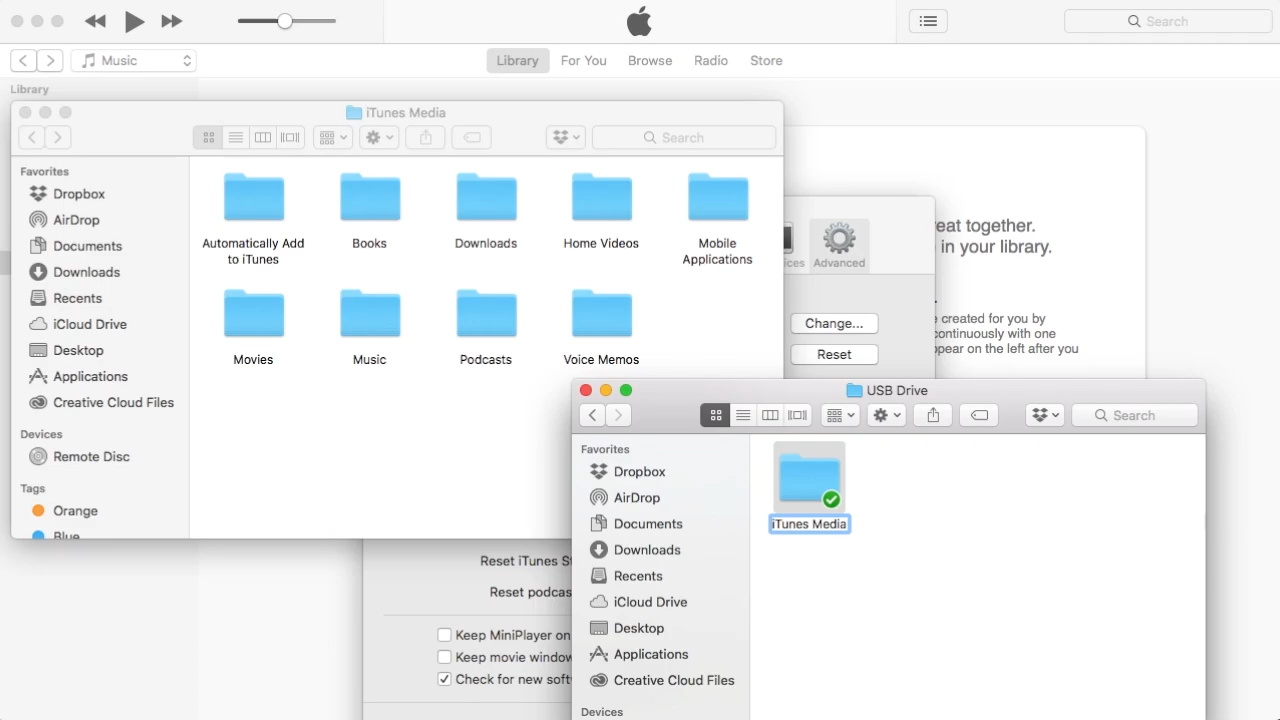 Search
Music
Library
For You
Browse
Radio
Store
Library
iTunes Media
Search
Favorites
Dropbox
AirDrop
Documents
Downloads
Recents
iCloud Drive
Desktop
Applications
Creative Cloud Files
Devices
Remote Disc
Tags
Orange
Blue
Automatically Add
to iTunes
Books
Downloads
Home Videos
Mobile
Applications
Movies
Music
Podcasts
Voice Memos
Advanced
Change...
Reset
together.
in your library.
created for you by
continuously with one
appear on the left after you
Reset iTunes
Reset
Keep MiniPlayer on
Keep movie window
Check for new
USB Drive
Search
Favorites
Dropbox
AirDrop
Documents
Downloads
Recents
iCloud Drive
Desktop
Applications
Creative Cloud Files
Devices
iTunes Media